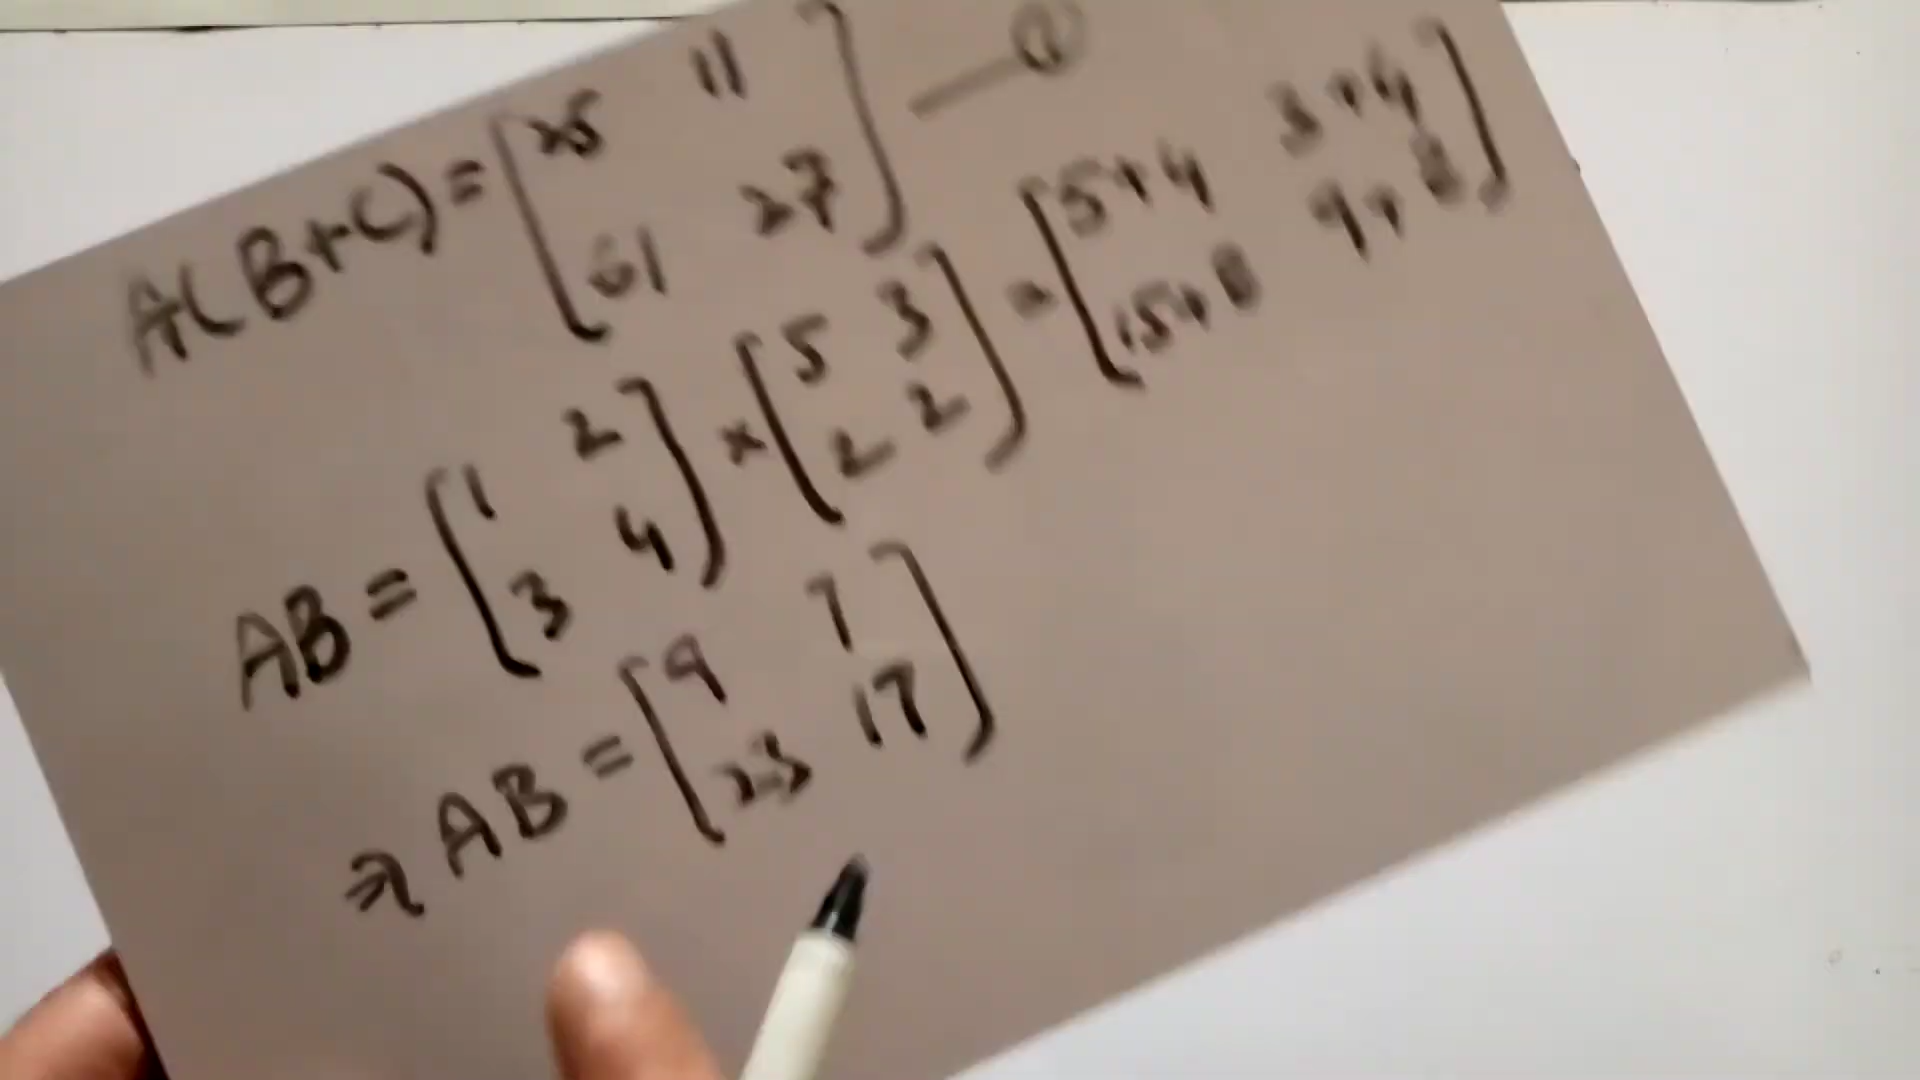 A(B+C) = [25 11 61 27] — ①
AB = [1 2 3 4] × [5 3 2 2] = [5+4 3+4 15+8 9+8]
⇒ AB = [9 7 23 17]